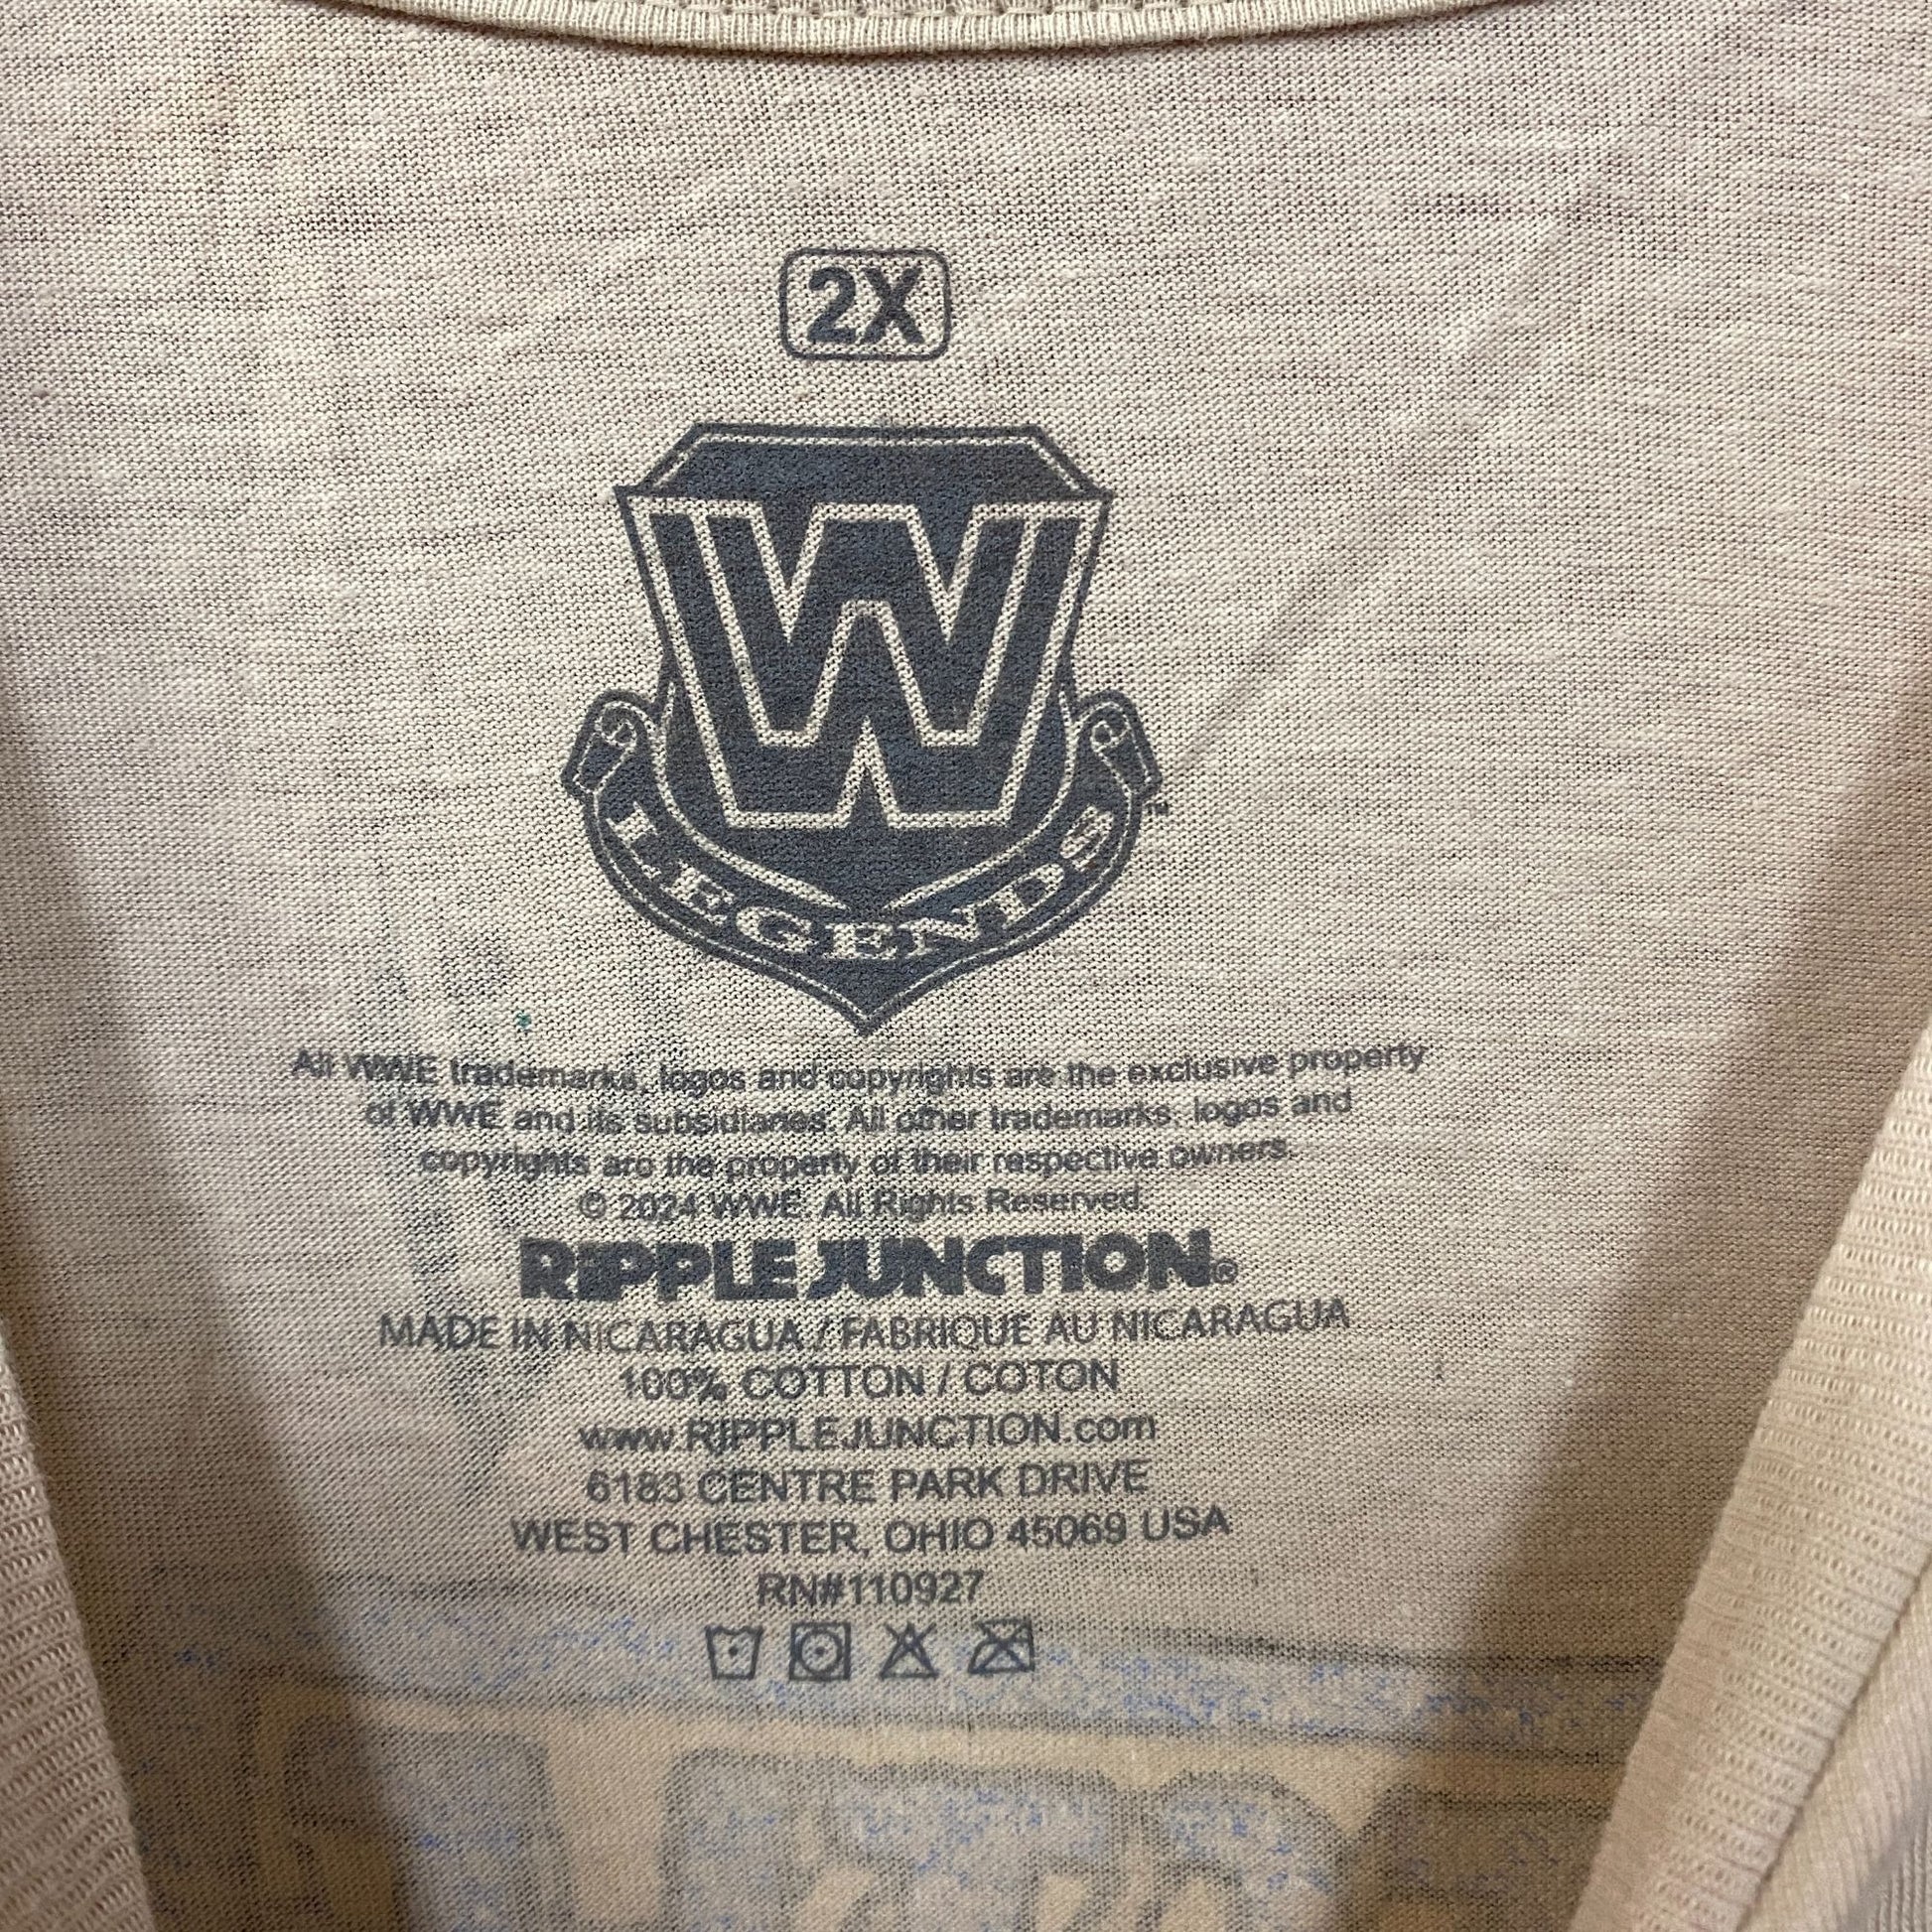 2X
W
LEGENDS
™
All WWE trademarks, logos and copyrights are the exclusive property
of WWE and its subsidiaries. All other trademarks, logos and
copyrights are the property of their respective owners.
© 2024 WWE. All Rights Reserved.
RIPPLE JUNCTION®
MADE IN NICARAGUA / FABRIQUE AU NICARAGUA
100% COTTON / COTON
www.RIPPLEJUNCTION.com
6183 CENTRE PARK DRIVE
WEST CHESTER, OHIO 45069 USA
RN#110927